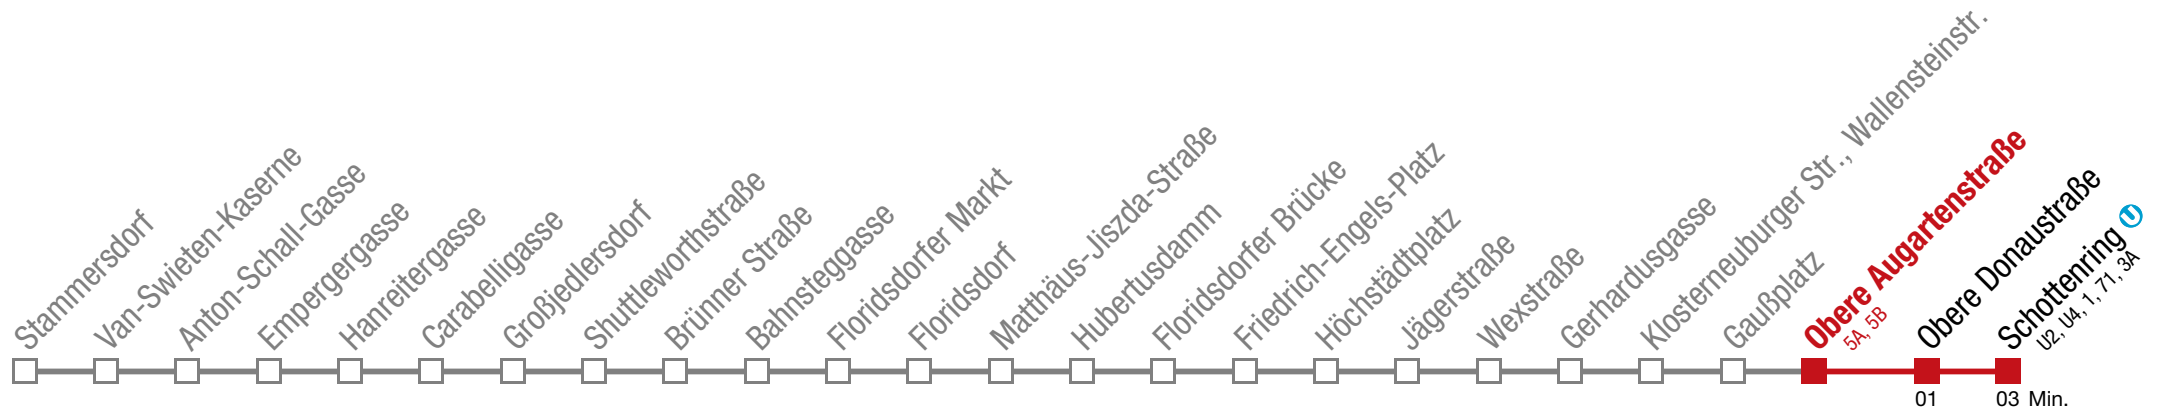 Stammersdorf
Van-Swieten-Kaserne
Anton-Schall-Gasse
Empergergasse
Hanreitergasse
Carabelligasse
Großjedlersdorf
Shuttleworthstraße
Brünner Straße
Bahnsteggasse
Floridsdorfer Markt
Floridsdorf
Matthäus-Jiszda-Straße
Hubertusdamm
Floridsdorfer Brücke
Friedrich-Engels-Platz
Höchstädtplatz
Jägerstraße
Wexstraße
Gerhardusgasse
Klosterneuburger Str., Wallensteinstr.
Gaußplatz
Obere Augartenstraße
5A, 5B
Obere Donaustraße
Schottenring U
U2, U4, 1, 71, 3A
01
03 Min.